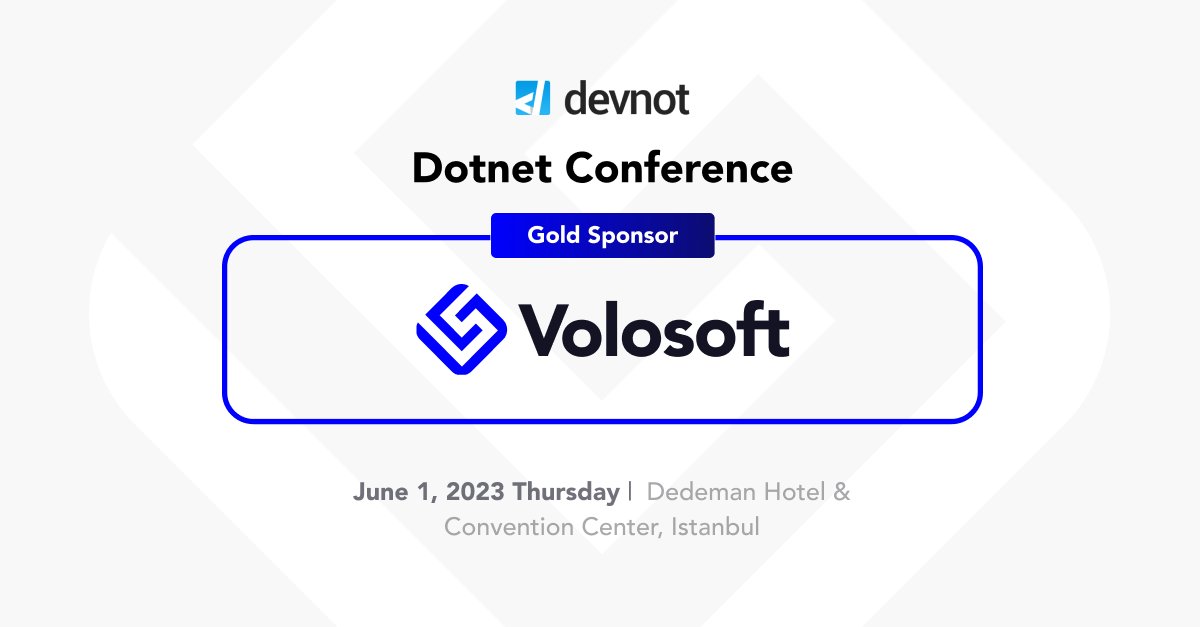 devnot
Dotnet Conference
Gold Sponsor
Volosoft
June 1, 2023 Thursday | Dedeman Hotel &
Convention Center, Istanbul